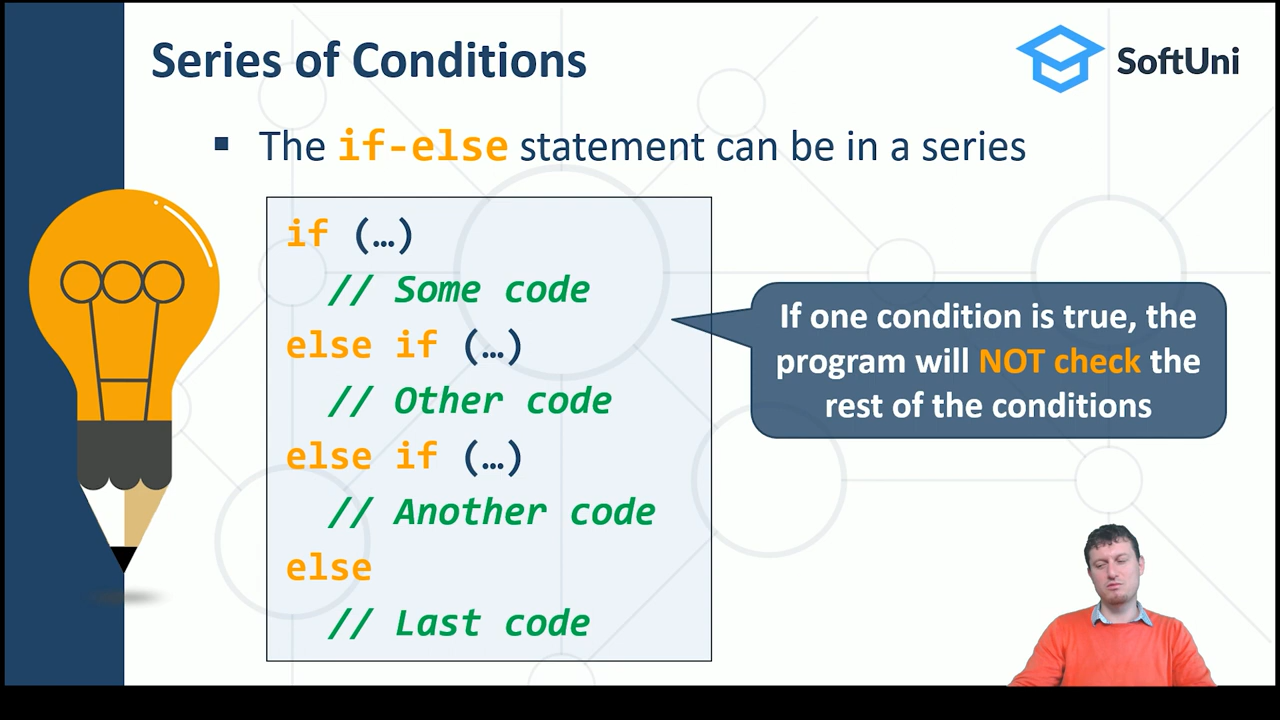 Series of Conditions
SoftUni
▪ The if-else statement can be in a series
if (…)
// Some code
else if (…)
// Other code
else if (…)
// Another code
else
// Last code
If one condition is true, the
program will NOT check the
rest of the conditions